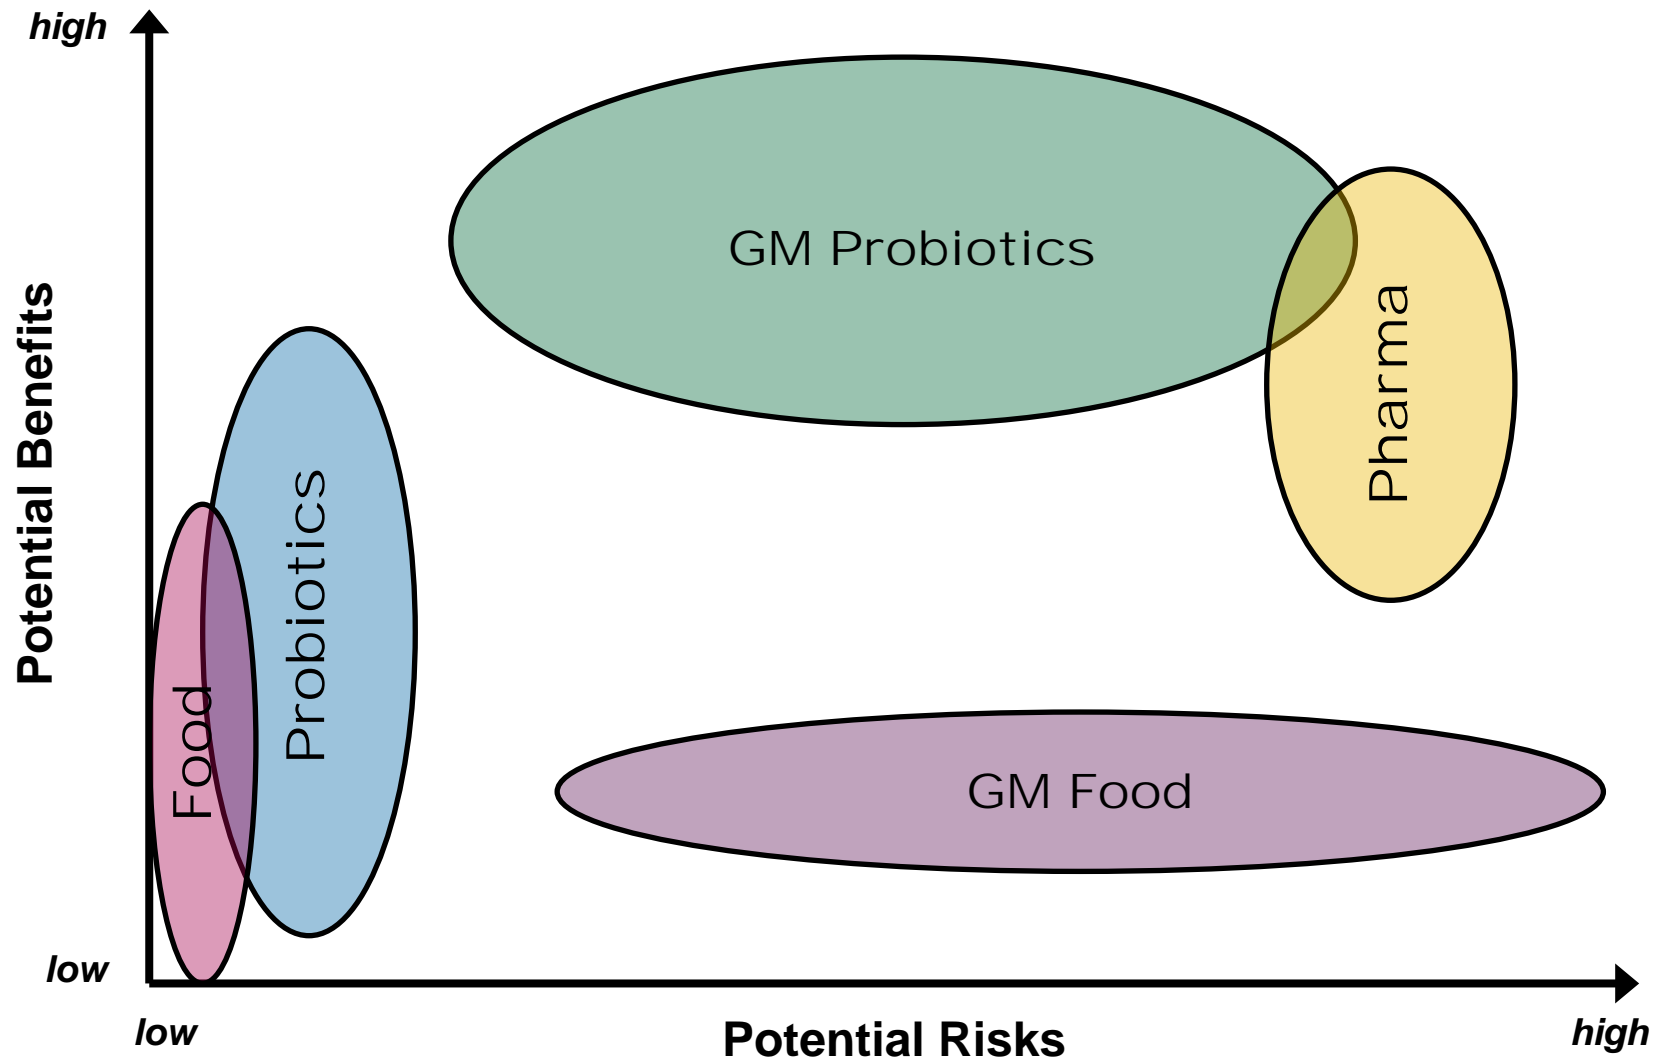 high
GM Probiotics
Pharma
Potential Benefits
Probiotics
Food
GM Food
low
low
Potential Risks
high